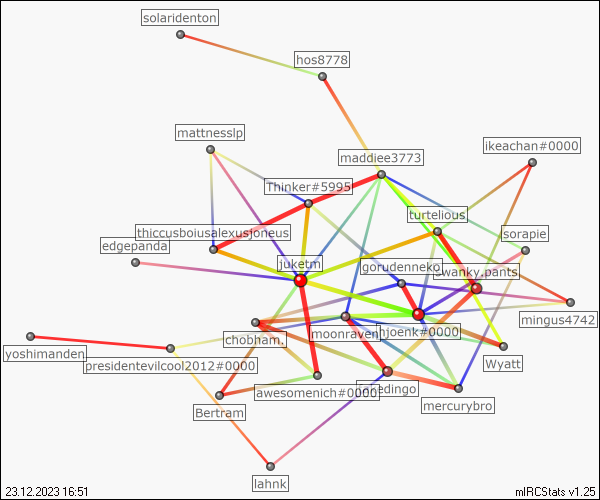 solaridenton
hos8778
mattnesslp
ikeachan#0000
maddiee3773
Thinker#5995
turtelious
thiccusboiusalexusjoneus
sorapie
edgepanda
juketm
gorudenneko
swanky.pants
mingus4742
chobham.
moonraven
hjoenk#0000
yoshimanden
Wyatt
presidentevilcool2012#0000
awesomenich#0000
Bertram
mercurybro
lahnk
23.12.2023 16:51
mIRCStats v1.25